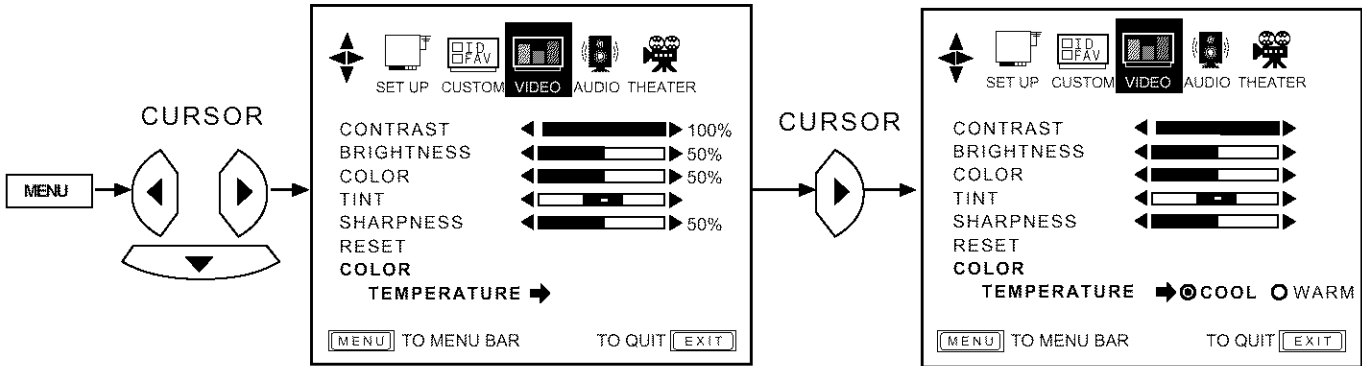 MENU
CURSOR
ID
FAV
SET UP CUSTOM VIDEO AUDIO THEATER
CONTRAST 100%
BRIGHTNESS 50%
COLOR 50%
TINT
SHARPNESS 50%
RESET
COLOR
TEMPERATURE
MENU TO MENU BAR TO QUIT EXIT
CURSOR
ID
FAV
SET UP CUSTOM VIDEO AUDIO THEATER
CONTRAST
BRIGHTNESS
COLOR
TINT
SHARPNESS
RESET
COLOR
TEMPERATURE COOL WARM
MENU TO MENU BAR TO QUIT EXIT